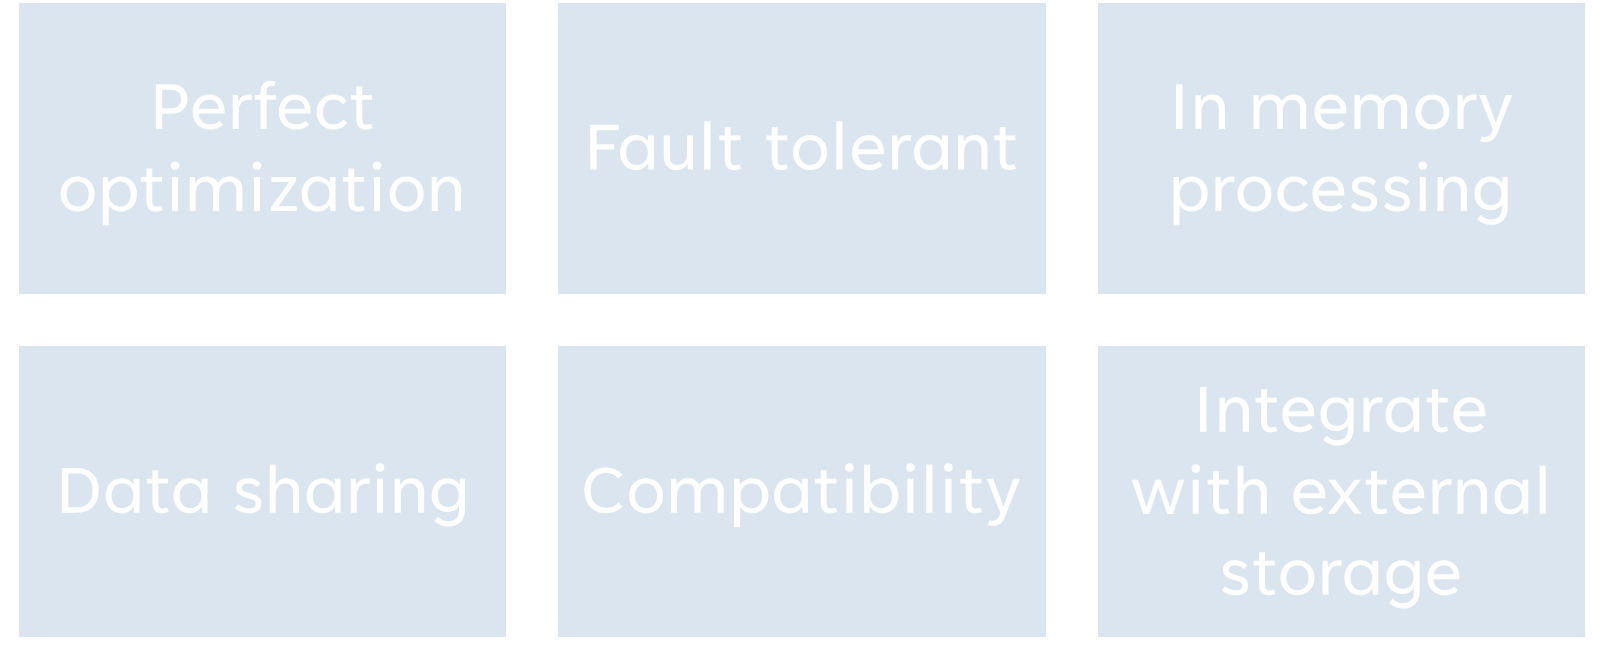 Perfect
optimization
Fault tolerant
In memory
processing
Data sharing
Compatibility
Integrate
with external
storage